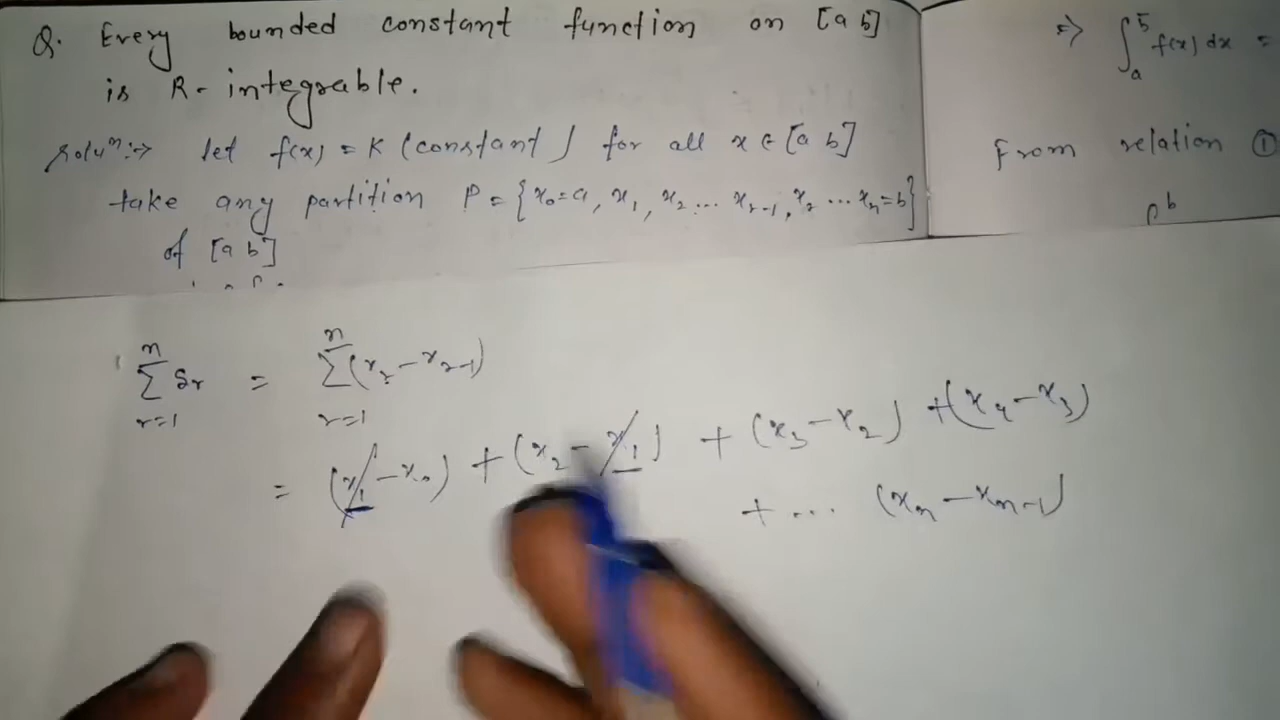 Q. Every bounded constant function on [a b]
is R-integrable.
Soluⁿ:→ let f(x) = K (constant) for all x ∈ [a b]
take any partition P = {x₀=a, x₁, x₂... xᵣ₋₁, xᵣ ... xₙ=b}
of [a b]
⇒ ∫ₐᵇ f(x) dx =
From relation ①
∑ᵣ₌₁ⁿ δᵣ = ∑ᵣ₌₁ⁿ (xᵣ - xᵣ₋₁)
= (x₁ - x₀) + (x₂ - x₁) + (x₃ - x₂) + (x₄ - x₃)
+ ... (xₙ - xₙ₋₁)